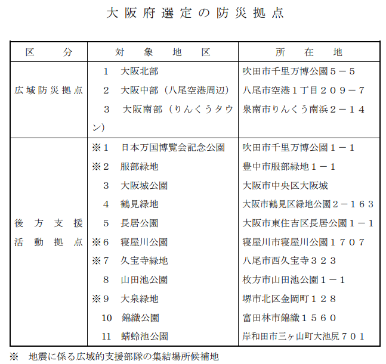 大阪府選定の防災拠点
区　分　対　象　地　区　所　在　地
広域防災拠点
1　大阪北部　吹田市千里万博公園５－５
2　大阪中部（八尾空港周辺）　八尾市空港１丁目２０９－７
3　大阪南部（りんくうタウン）　泉南市りんくう南浜２－１４
後方支援活動拠点
※1　日本万国博覧会記念公園　吹田市千里万博公園１－１
※2　服部緑地　豊中市服部緑地１－１
3　大阪城公園　大阪市中央区大阪城
4　鶴見緑地　大阪市鶴見区緑地公園２－１６３
5　長居公園　大阪市東住吉区長居公園１－１
※6　寝屋川公園　寝屋川市寝屋川公園１７０７
※7　久宝寺緑地　八尾市西久宝寺３２３
8　山田池公園　枚方市山田池公園１－１
※9　大泉緑地　堺市北区金岡町１２８
10　錦織公園　富田林市錦織１５６０
11　蜻蛉池公園　岸和田市三ヶ山町大池尻７０１
※　地震に係る広域的支援部隊の集結場所候補地